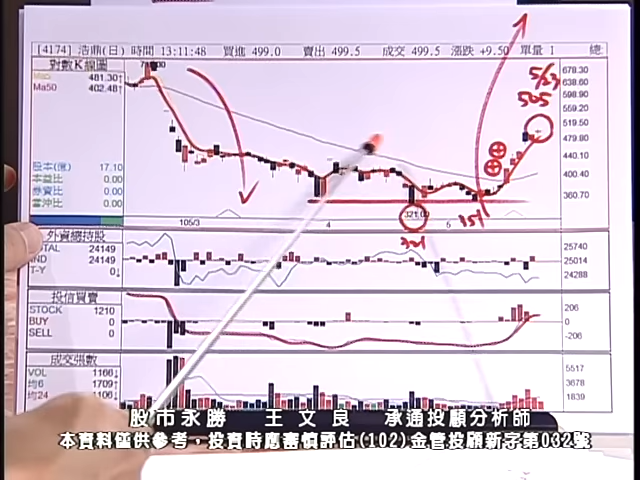 [4174] 浩鼎(日) 時間 13:11:48 買進 499.0 賣出 499.5 成交 499.5 漲跌 +9.50 單量 1 總
對數K線圖
Ma5 481.30↑
Ma50 402.48↑
678.30
638.60
598.90
559.20
519.50
479.80
440.10
400.40
360.70
5/23
505
股本(億) 17.10
本益比 0.00
券資比 0.00
當沖比 0.00
321.00
321
351
105/3 4 5
外資總持股
TOTAL 24149
IND 24149
T-Y 0↓
25740
25014
24288
投信買賣
STOCK 1210
BUY 0
SELL 0
206
-206
成交張數
VOL 1166↓
均6 1709↑
均24 1106↑
5517
3678
1839
股市永勝 王文良 承通投顧分析師
本資料僅供參考，投資時應審慎評估(102)金管投顧新字第032號